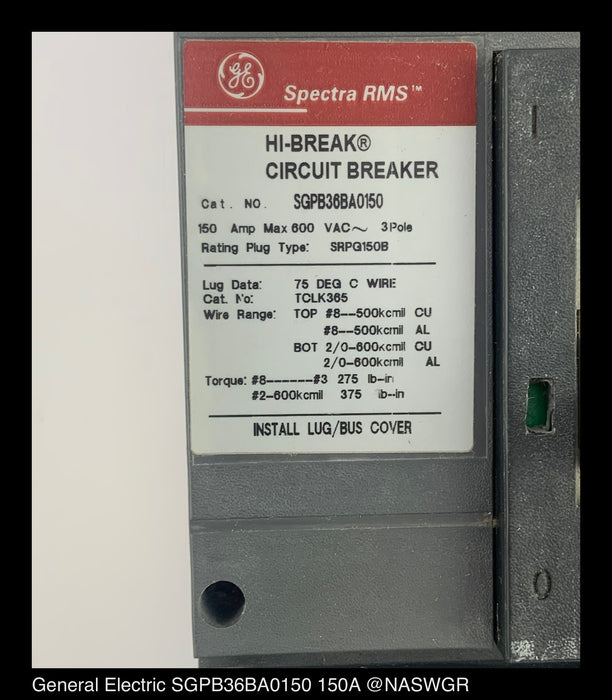 GE
Spectra RMS™
HI-BREAK®
CIRCUIT BREAKER
Cat. NO. SGPB36BA0150
150 Amp Max 600 VAC~ 3Pole
Rating Plug Type: SRPG150B
Lug Data: 75 DEG C WIRE
Cat. No: TCLK365
Wire Range: TOP #8--500kcmil CU
#8--500kcmil AL
BOT 2/0-600kcmil CU
2/0-600kcmil AL
Torque: #8------#3 275 lb-in
#2-600kcmil 375 lb-in
INSTALL LUG/BUS COVER
I
O
General Electric SGPB36BA0150 150A @NASWGR